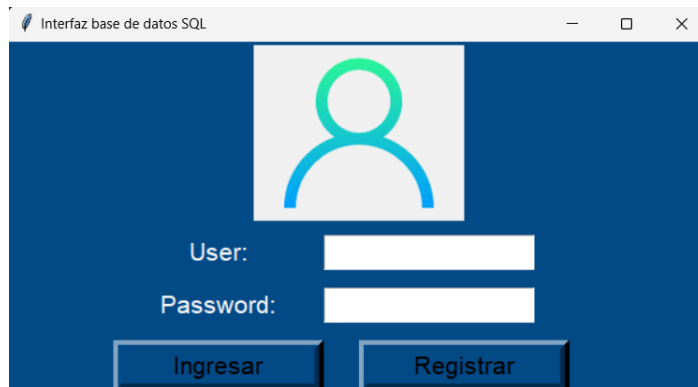 Interfaz base de datos SQL
User:
Password:
Ingresar Registrar